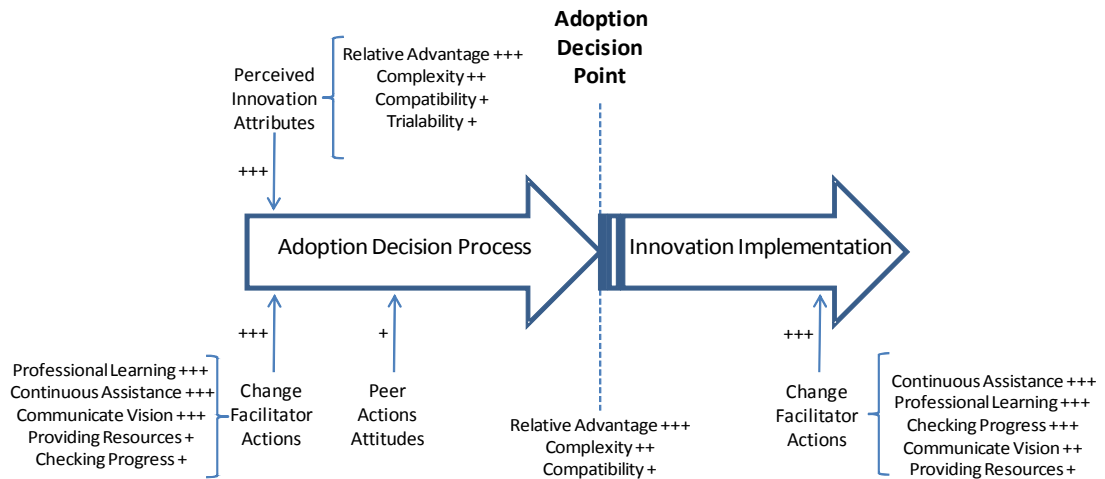 Adoption
Decision
Point
Relative Advantage +++
Complexity ++
Compatibility +
Trialability +
Perceived
Innovation
Attributes
+++
Adoption Decision Process
Innovation Implementation
+++
+
+++
Professional Learning +++
Continuous Assistance +++
Communicate Vision +++
Providing Resources +
Checking Progress +
Change
Facilitator
Actions
Peer
Actions
Attitudes
Relative Advantage +++
Complexity ++
Compatibility +
Change
Facilitator
Actions
Continuous Assistance +++
Professional Learning +++
Checking Progress +++
Communicate Vision ++
Providing Resources +